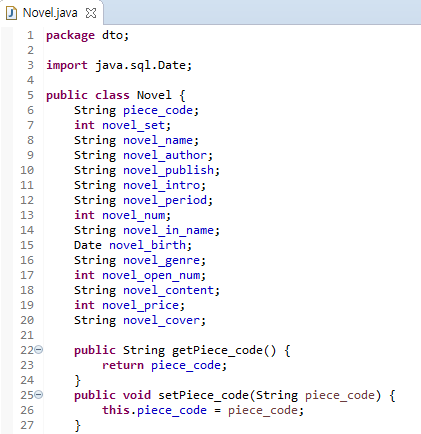 Novel.java
1 package dto;
2
3 import java.sql.Date;
4
5 public class Novel {
6     String piece_code;
7     int novel_set;
8     String novel_name;
9     String novel_author;
10     String novel_publish;
11     String novel_intro;
12     String novel_period;
13     int novel_num;
14     String novel_in_name;
15     Date novel_birth;
16     String novel_genre;
17     int novel_open_num;
18     String novel_content;
19     int novel_price;
20     String novel_cover;
21
22     public String getPiece_code() {
23         return piece_code;
24     }
25     public void setPiece_code(String piece_code) {
26         this.piece_code = piece_code;
27     }